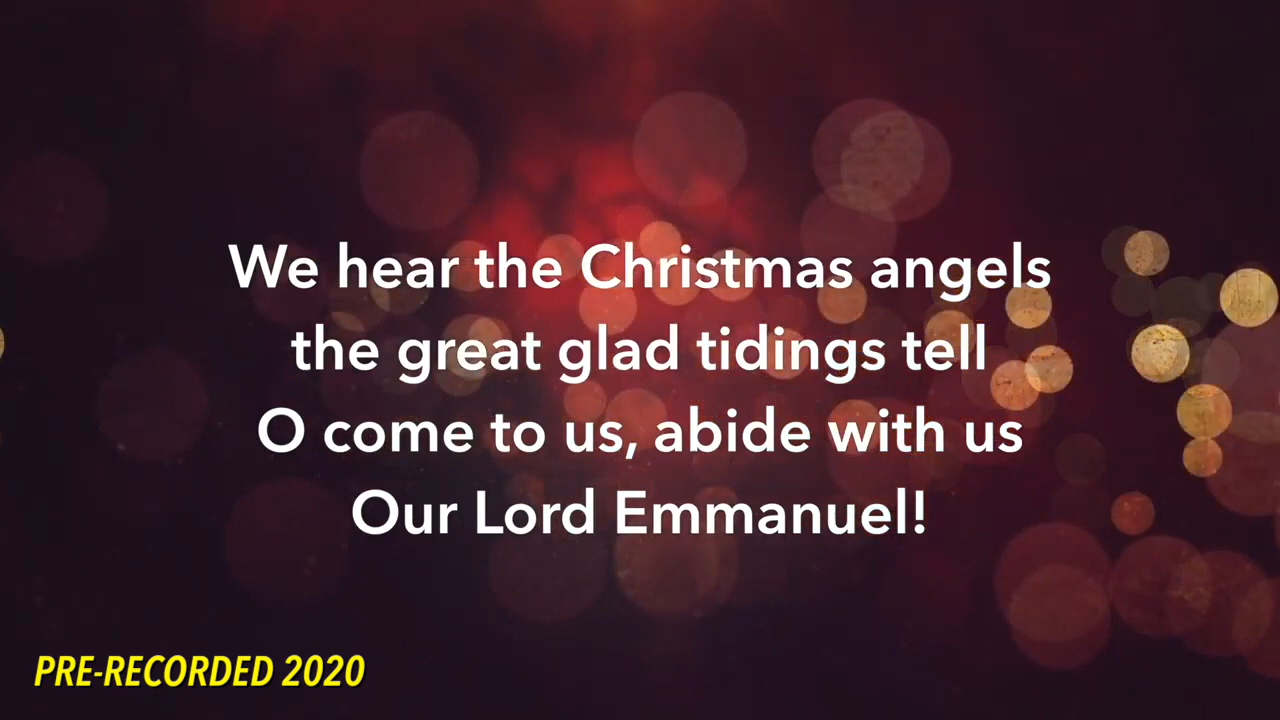 We hear the Christmas angels
the great glad tidings tell
O come to us, abide with us
Our Lord Emmanuel!
PRE-RECORDED 2020